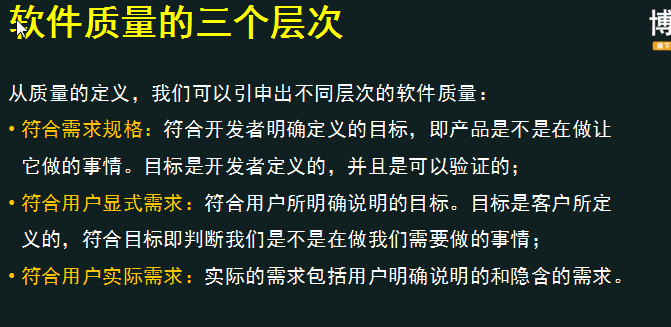 软件质量的三个层次
博
从质量的定义，我们可以引申出不同层次的软件质量：
• 符合需求规格：符合开发者明确定义的目标，即产品是不是在做让
它做的事情。目标是开发者定义的，并且是可以验证的；
• 符合用户显式需求：符合用户所明确说明的目标。目标是客户所定
义的，符合目标即判断我们是不是在做我们需要做的事情；
• 符合用户实际需求：实际的需求包括用户明确说明的和隐含的需求。